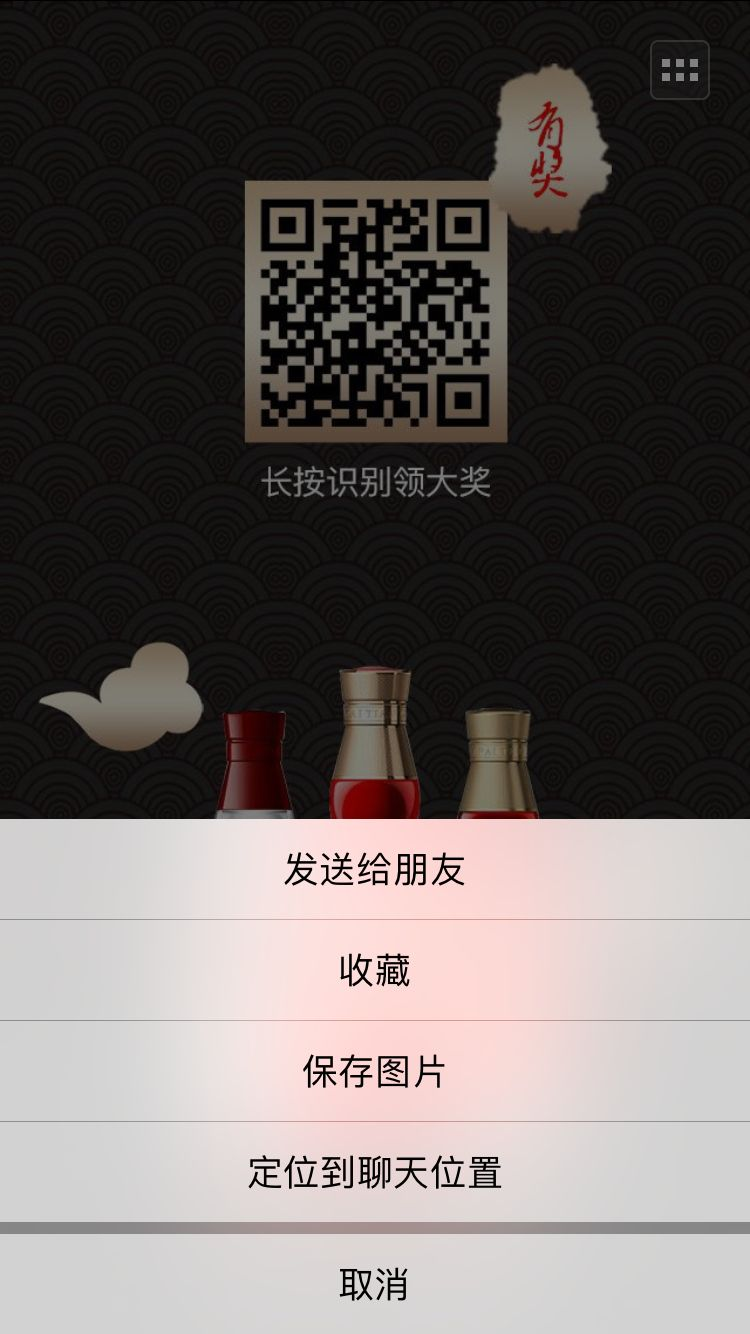 有奖
长按识别领大奖
发送给朋友
收藏
保存图片
定位到聊天位置
取消